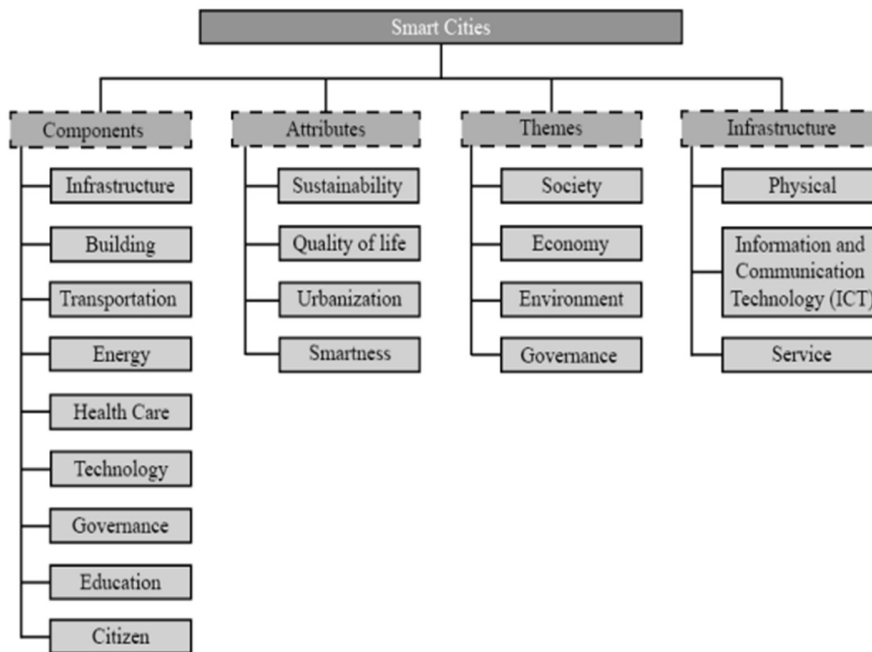 Smart Cities
Components
Infrastructure
Building
Transportation
Energy
Health Care
Technology
Governance
Education
Citizen
Attributes
Sustainability
Quality of life
Urbanization
Smartness
Themes
Society
Economy
Environment
Governance
Infrastructure
Physical
Information and
Communication
Technology (ICT)
Service